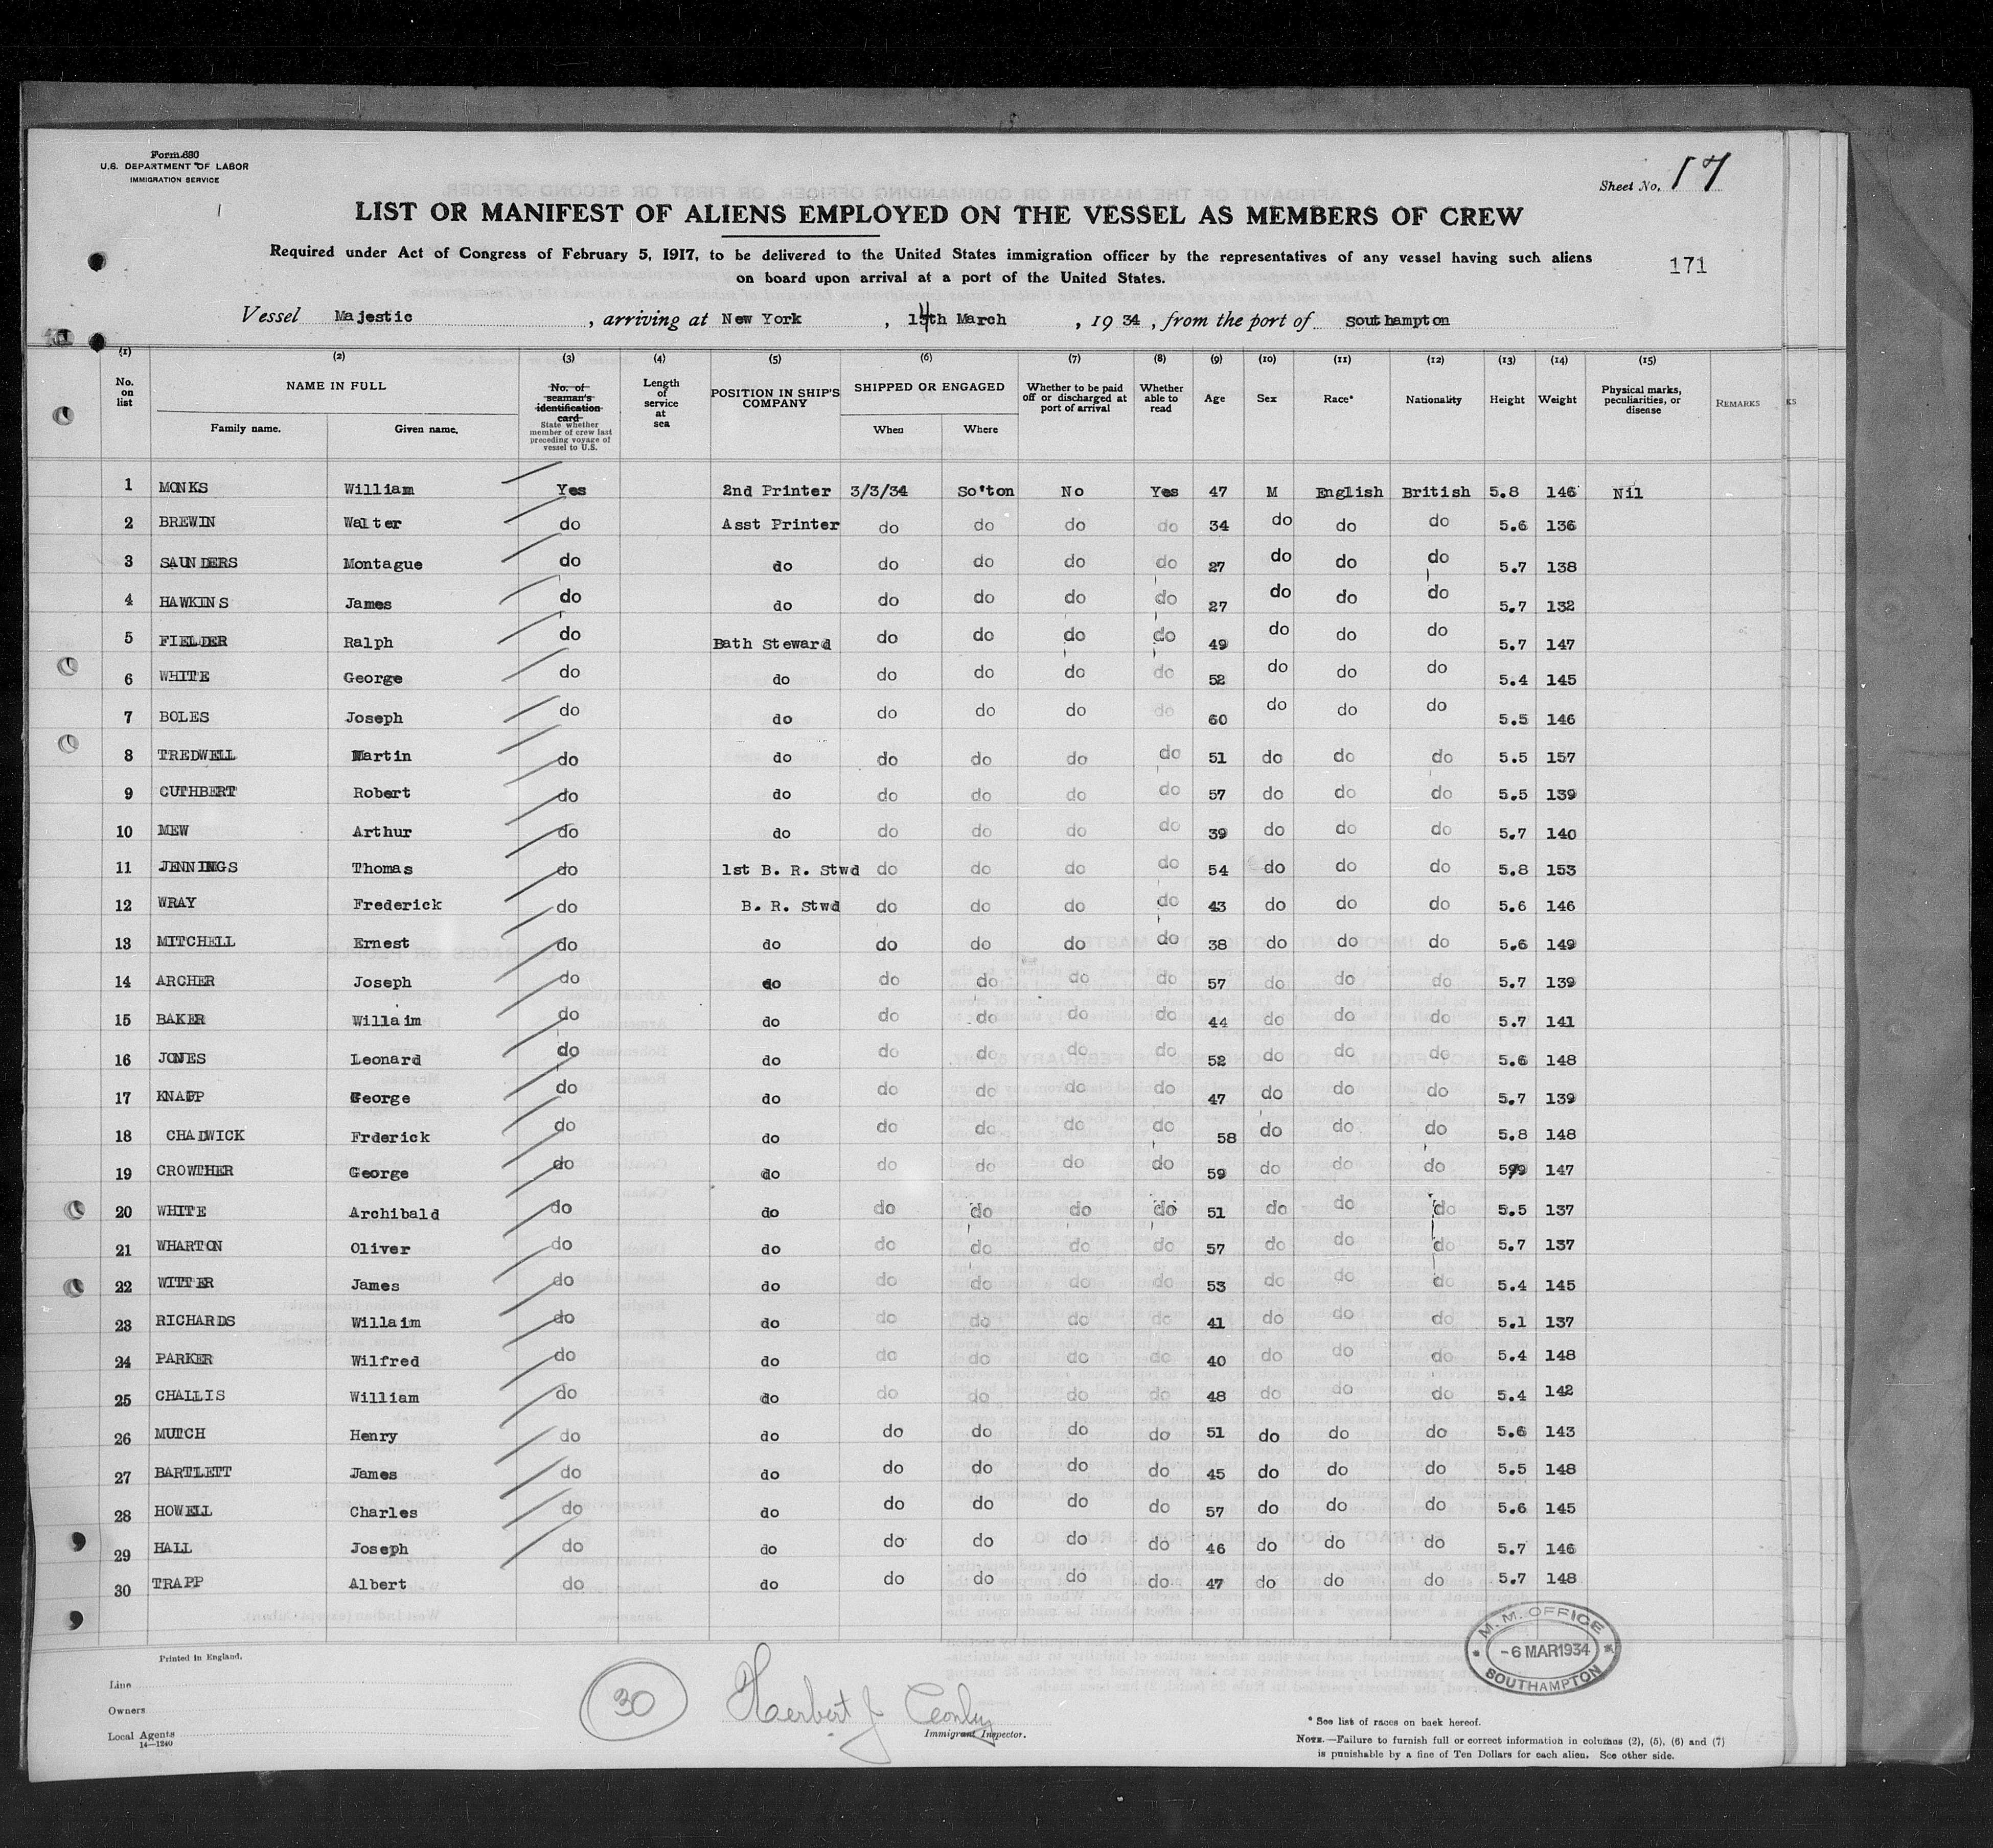 Form 680
U.S. DEPARTMENT OF LABOR
IMMIGRATION SERVICE
Sheet No. 17
LIST OR MANIFEST OF ALIENS EMPLOYED ON THE VESSEL AS MEMBERS OF CREW
Required under Act of Congress of February 5, 1917, to be delivered to the United States immigration officer by the representatives of any vessel having such aliens
on board upon arrival at a port of the United States.
171
Vessel Majestic , arriving at New York , 14th March , 19 34 , from the port of Southampton
(1) (2) (3) (4) (5) (6) (7) (8) (9) (10) (11) (12) (13) (14) (15)
No. on list NAME IN FULL Family name. Given name. No. of seaman's identification card State whether member of crew last preceding voyage of vessel to U.S. Length of service at sea POSITION IN SHIP'S COMPANY SHIPPED OR ENGAGED When Where Whether to be paid off or discharged at port of arrival Whether able to read Age Sex Race* Nationality Height Weight Physical marks, peculiarities, or disease REMARKS
1 MONKS William Yes 2nd Printer 3/3/34 So'ton No Yes 47 M English British 5.8 146 Nil
2 BREWIN Walter do Asst Printer do do do do 34 do do do 5.6 136
3 SAUNDERS Montague do do do do do do 27 do do do 5.7 138
4 HAWKINS James do do do do do do 27 do do do 5.7 132
5 FIELDER Ralph do Bath Steward do do do do 49 do do do 5.7 147
6 WHITE George do do do do do do 52 do do do 5.4 145
7 BOLES Joseph do do do do do do 60 do do do 5.5 146
8 TREDWELL Martin do do do do do do 51 do do do 5.5 157
9 CUTHBERT Robert do do do do do do 57 do do do 5.5 139
10 MEW Arthur do do do do do do 39 do do do 5.7 140
11 JENNINGS Thomas do 1st B. R. Stwd do do do do 54 do do do 5.8 153
12 WRAY Frederick do B. R. Stwd do do do do 43 do do do 5.6 146
13 MITCHELL Ernest do do do do do do 38 do do do 5.6 149
14 ARCHER Joseph do do do do do do 57 do do do 5.7 139
15 BAKER Willaim do do do do do do 44 do do do 5.7 141
16 JONES Leonard do do do do do do 52 do do do 5.6 148
17 KNAPP George do do do do do do 47 do do do 5.7 139
18 CHADWICK Frderick do do do do do do 58 do do do 5.8 148
19 CROWTHER George do do do do do do 59 do do do 147
20 WHITE Archibald do do do do do do 51 do do do 5.5 137
21 WHARTON Oliver do do do do do do 57 do do do 5.7 137
22 WITTER James do do do do do do 53 do do do 5.4 145
23 RICHARDS Willaim do do do do do do 41 do do do 5.1 137
24 PARKER Wilfred do do do do do do 40 do do do 5.4 148
25 CHALLIS William do do do do do do 48 do do do 5.4 142
26 MUTCH Henry do do do do do do 51 do do do 5.6 143
27 BARTLETT James do do do do do do 45 do do do 5.5 148
28 HOWELL Charles do do do do do do 57 do do do 5.6 145
29 HALL Joseph do do do do do do 46 do do do 5.7 146
30 TRAPP Albert do do do do do do 47 do do do 5.7 148
Printed in England.
Line
Owners
Local Agents
14—1240
30
Herbert J
Immigrant Inspector.
M. M. OFFICE
-6 MAR 1934
SOUTHAMPTON
* See list of races on back hereof.
NOTE.—Failure to furnish full or correct information in columns (2), (5), (6) and (7)
is punishable by a fine of Ten Dollars for each alien. See other side.